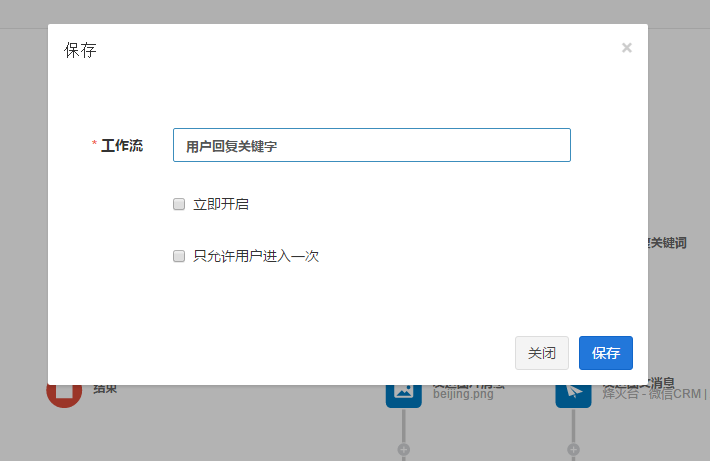 保存
×
* 工作流
用户回复关键字
立即开启
只允许用户进入一次
关键词
关闭
保存
结束
beijing.png
消息
烽火台 - 微信CRM |